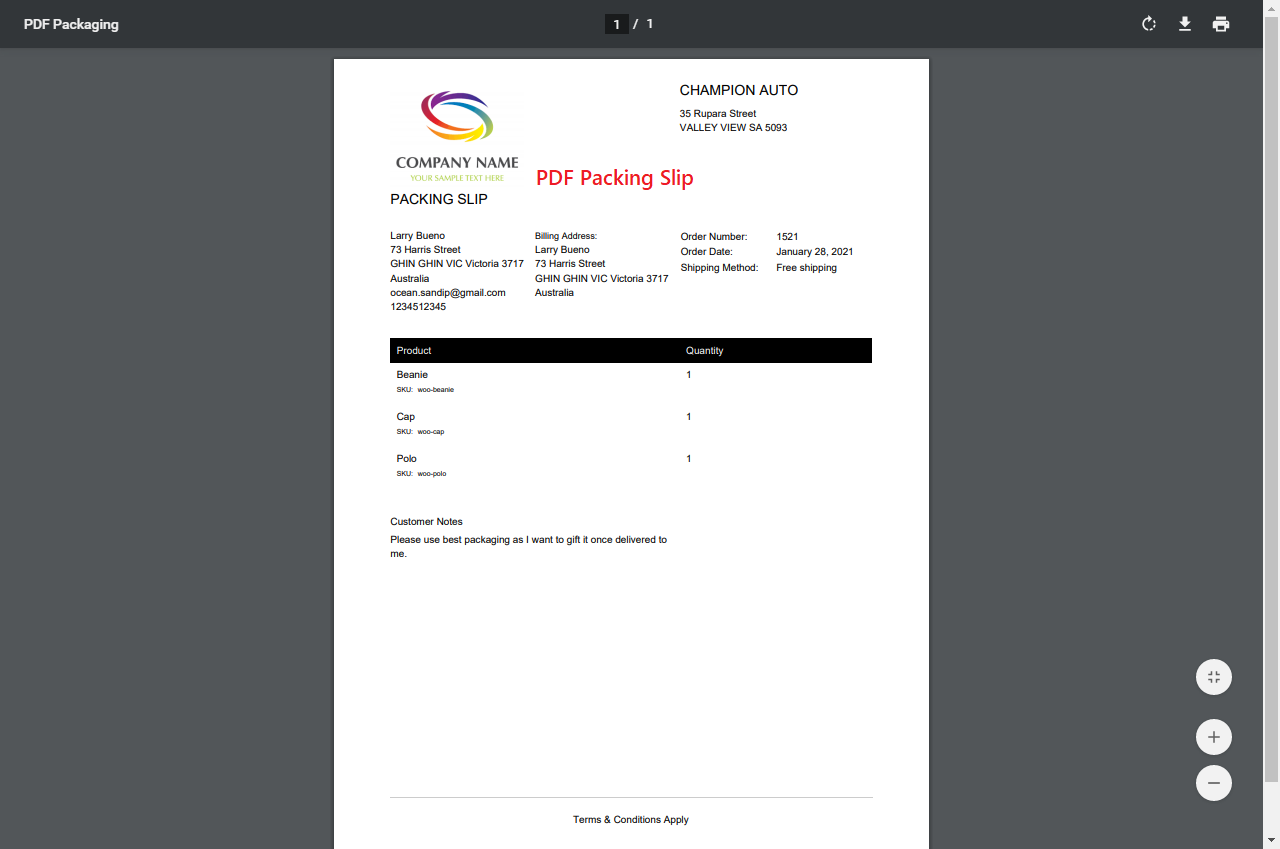 PDF Packaging
1 / 1
CHAMPION AUTO
35 Rupara Street
VALLEY VIEW SA 5093
COMPANY NAME
YOUR SAMPLE TEXT HERE
PDF Packing Slip
PACKING SLIP
Larry Bueno
73 Harris Street
GHIN GHIN VIC Victoria 3717
Australia
ocean.sandip@gmail.com
1234512345
Billing Address:
Larry Bueno
73 Harris Street
GHIN GHIN VIC Victoria 3717
Australia
Order Number: 1521
Order Date: January 28, 2021
Shipping Method: Free shipping
Product Quantity
Beanie 1
SKU: woo-beanie
Cap 1
SKU: woo-cap
Polo 1
SKU: woo-polo
Customer Notes
Please use best packaging as I want to gift it once delivered to
me.
Terms & Conditions Apply